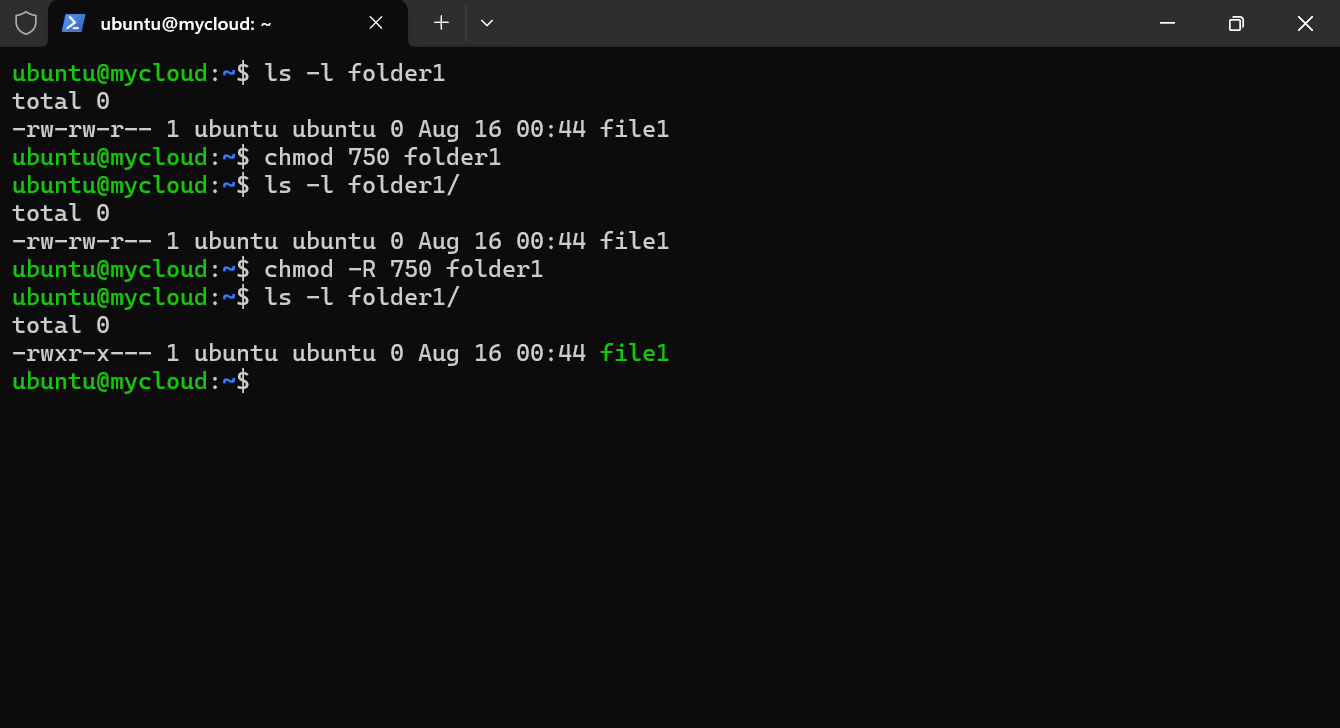 ubuntu@mycloud: ~
ubuntu@mycloud:~$ ls -l folder1
total 0
-rw-rw-r-- 1 ubuntu ubuntu 0 Aug 16 00:44 file1
ubuntu@mycloud:~$ chmod 750 folder1
ubuntu@mycloud:~$ ls -l folder1/
total 0
-rw-rw-r-- 1 ubuntu ubuntu 0 Aug 16 00:44 file1
ubuntu@mycloud:~$ chmod -R 750 folder1
ubuntu@mycloud:~$ ls -l folder1/
total 0
-rwxr-x--- 1 ubuntu ubuntu 0 Aug 16 00:44 file1
ubuntu@mycloud:~$